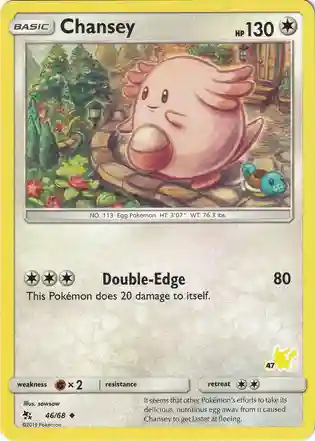 BASIC Chansey HP 130
NO. 113 Egg Pokémon HT: 3'07" WT: 76.3 lbs.
Double-Edge 80
This Pokémon does 20 damage to itself.
47
weakness ×2 resistance retreat
Illus. sowsow
46/68
©2019 Pokémon
It seems that other Pokémon's efforts to take its
delicious, nutritious egg away from it caused
Chansey to get faster at fleeing.